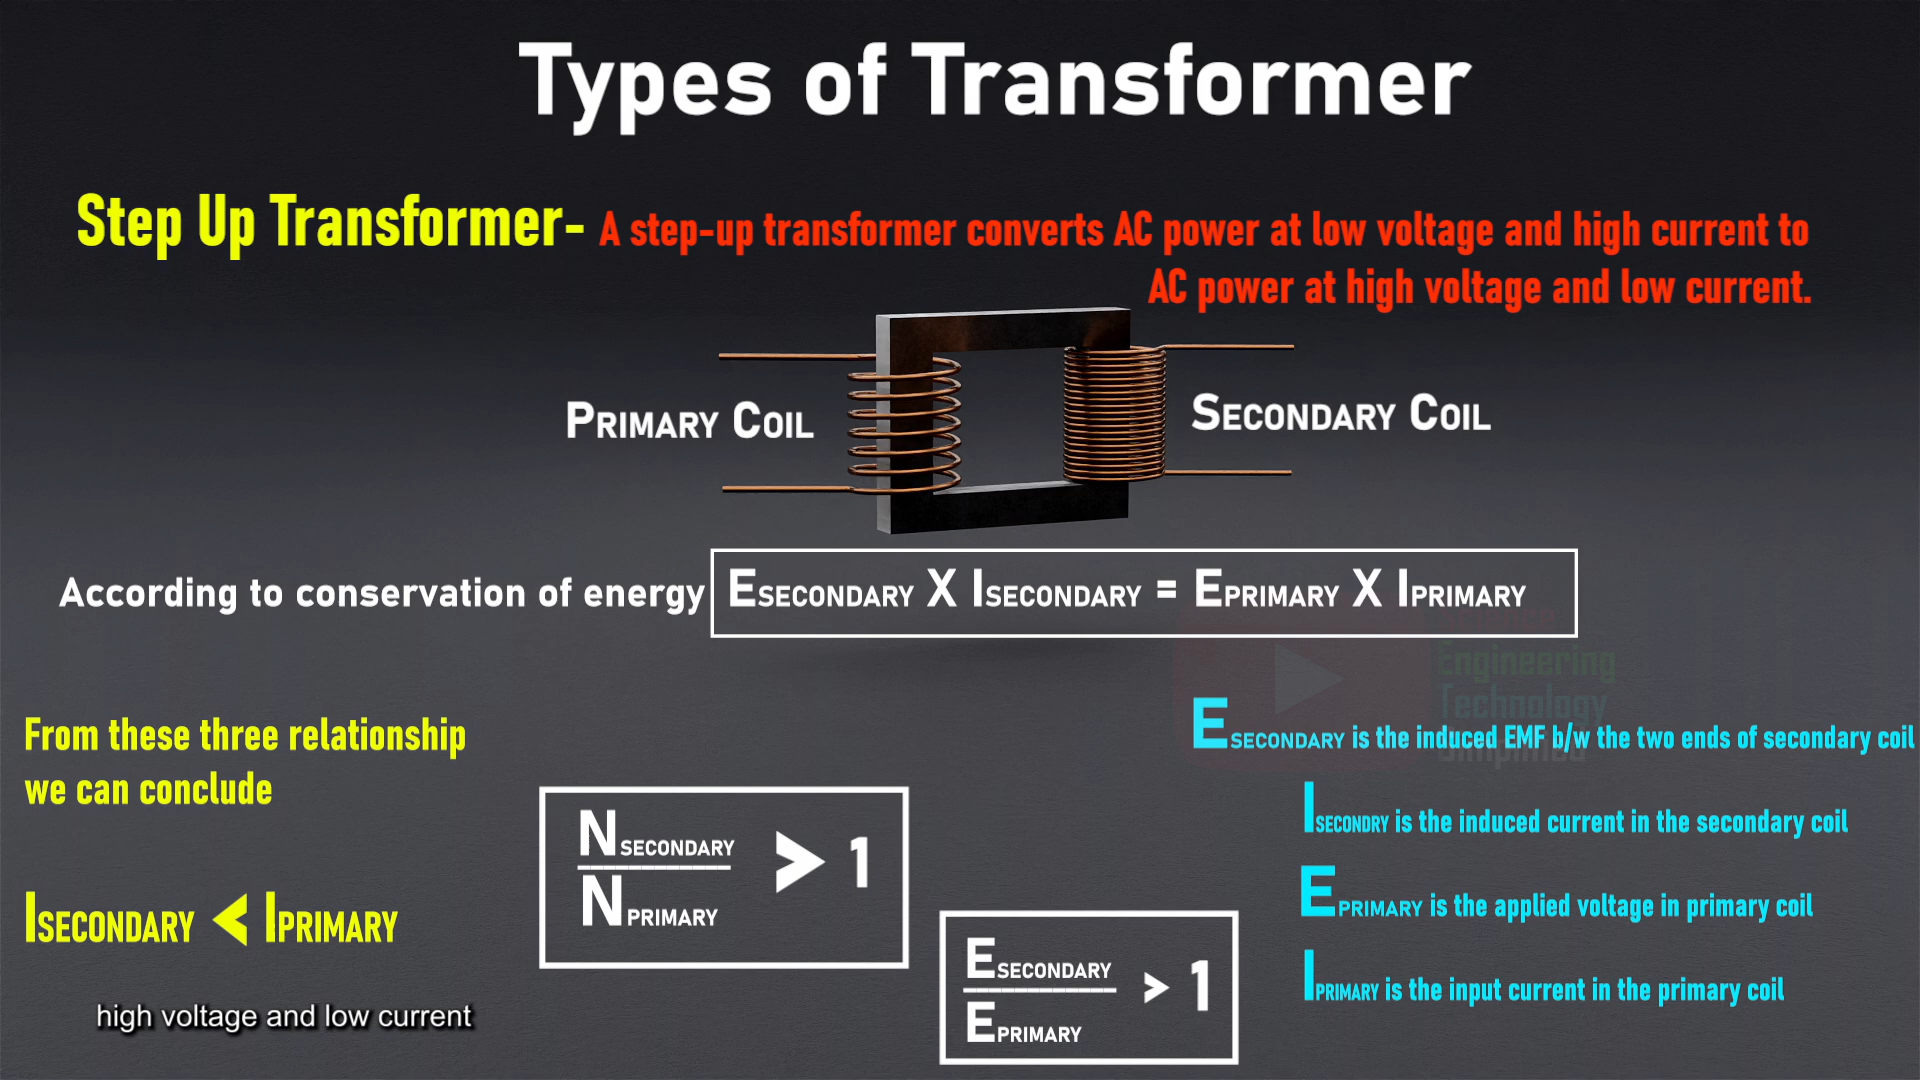 Types of Transformer
Step Up Transformer- A step-up transformer converts AC power at low voltage and high current to
AC power at high voltage and low current.
PRIMARY COIL
SECONDARY COIL
According to conservation of energy ESECONDARY X ISECONDARY = EPRIMARY X IPRIMARY
Engineering
Technology
From these three relationship
we can conclude
ISECONDARY < IPRIMARY
NSECONDARY
NPRIMARY
> 1
ESECONDARY
EPRIMARY
> 1
ESECONDARY is the induced EMF b/w the two ends of secondary coil
ISECONDRY is the induced current in the secondary coil
EPRIMARY is the applied voltage in primary coil
IPRIMARY is the input current in the primary coil
high voltage and low current